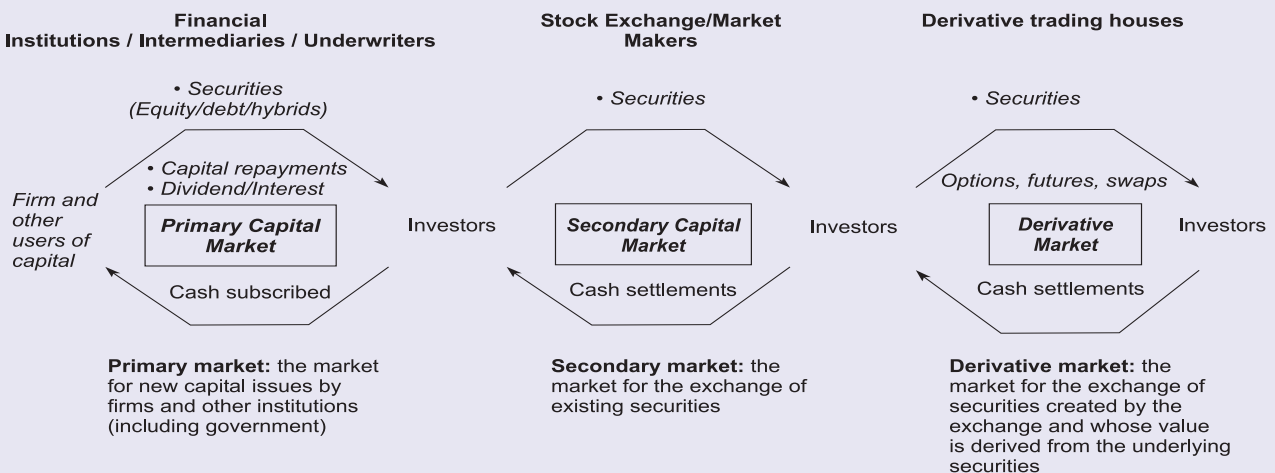 Financial
Institutions / Intermediaries / Underwriters
• Securities
(Equity/debt/hybrids)
• Capital repayments
• Dividend/Interest
Firm and
other
users of
capital
Primary Capital
Market
Investors
Cash subscribed
Primary market: the market
for new capital issues by
firms and other institutions
(including government)
Stock Exchange/Market
Makers
• Securities
Secondary Capital
Market
Investors
Cash settlements
Secondary market: the
market for the exchange of
existing securities
Derivative trading houses
• Securities
Options, futures, swaps
Derivative
Market
Investors
Cash settlements
Derivative market: the
market for the exchange of
securities created by the
exchange and whose value
is derived from the underlying
securities